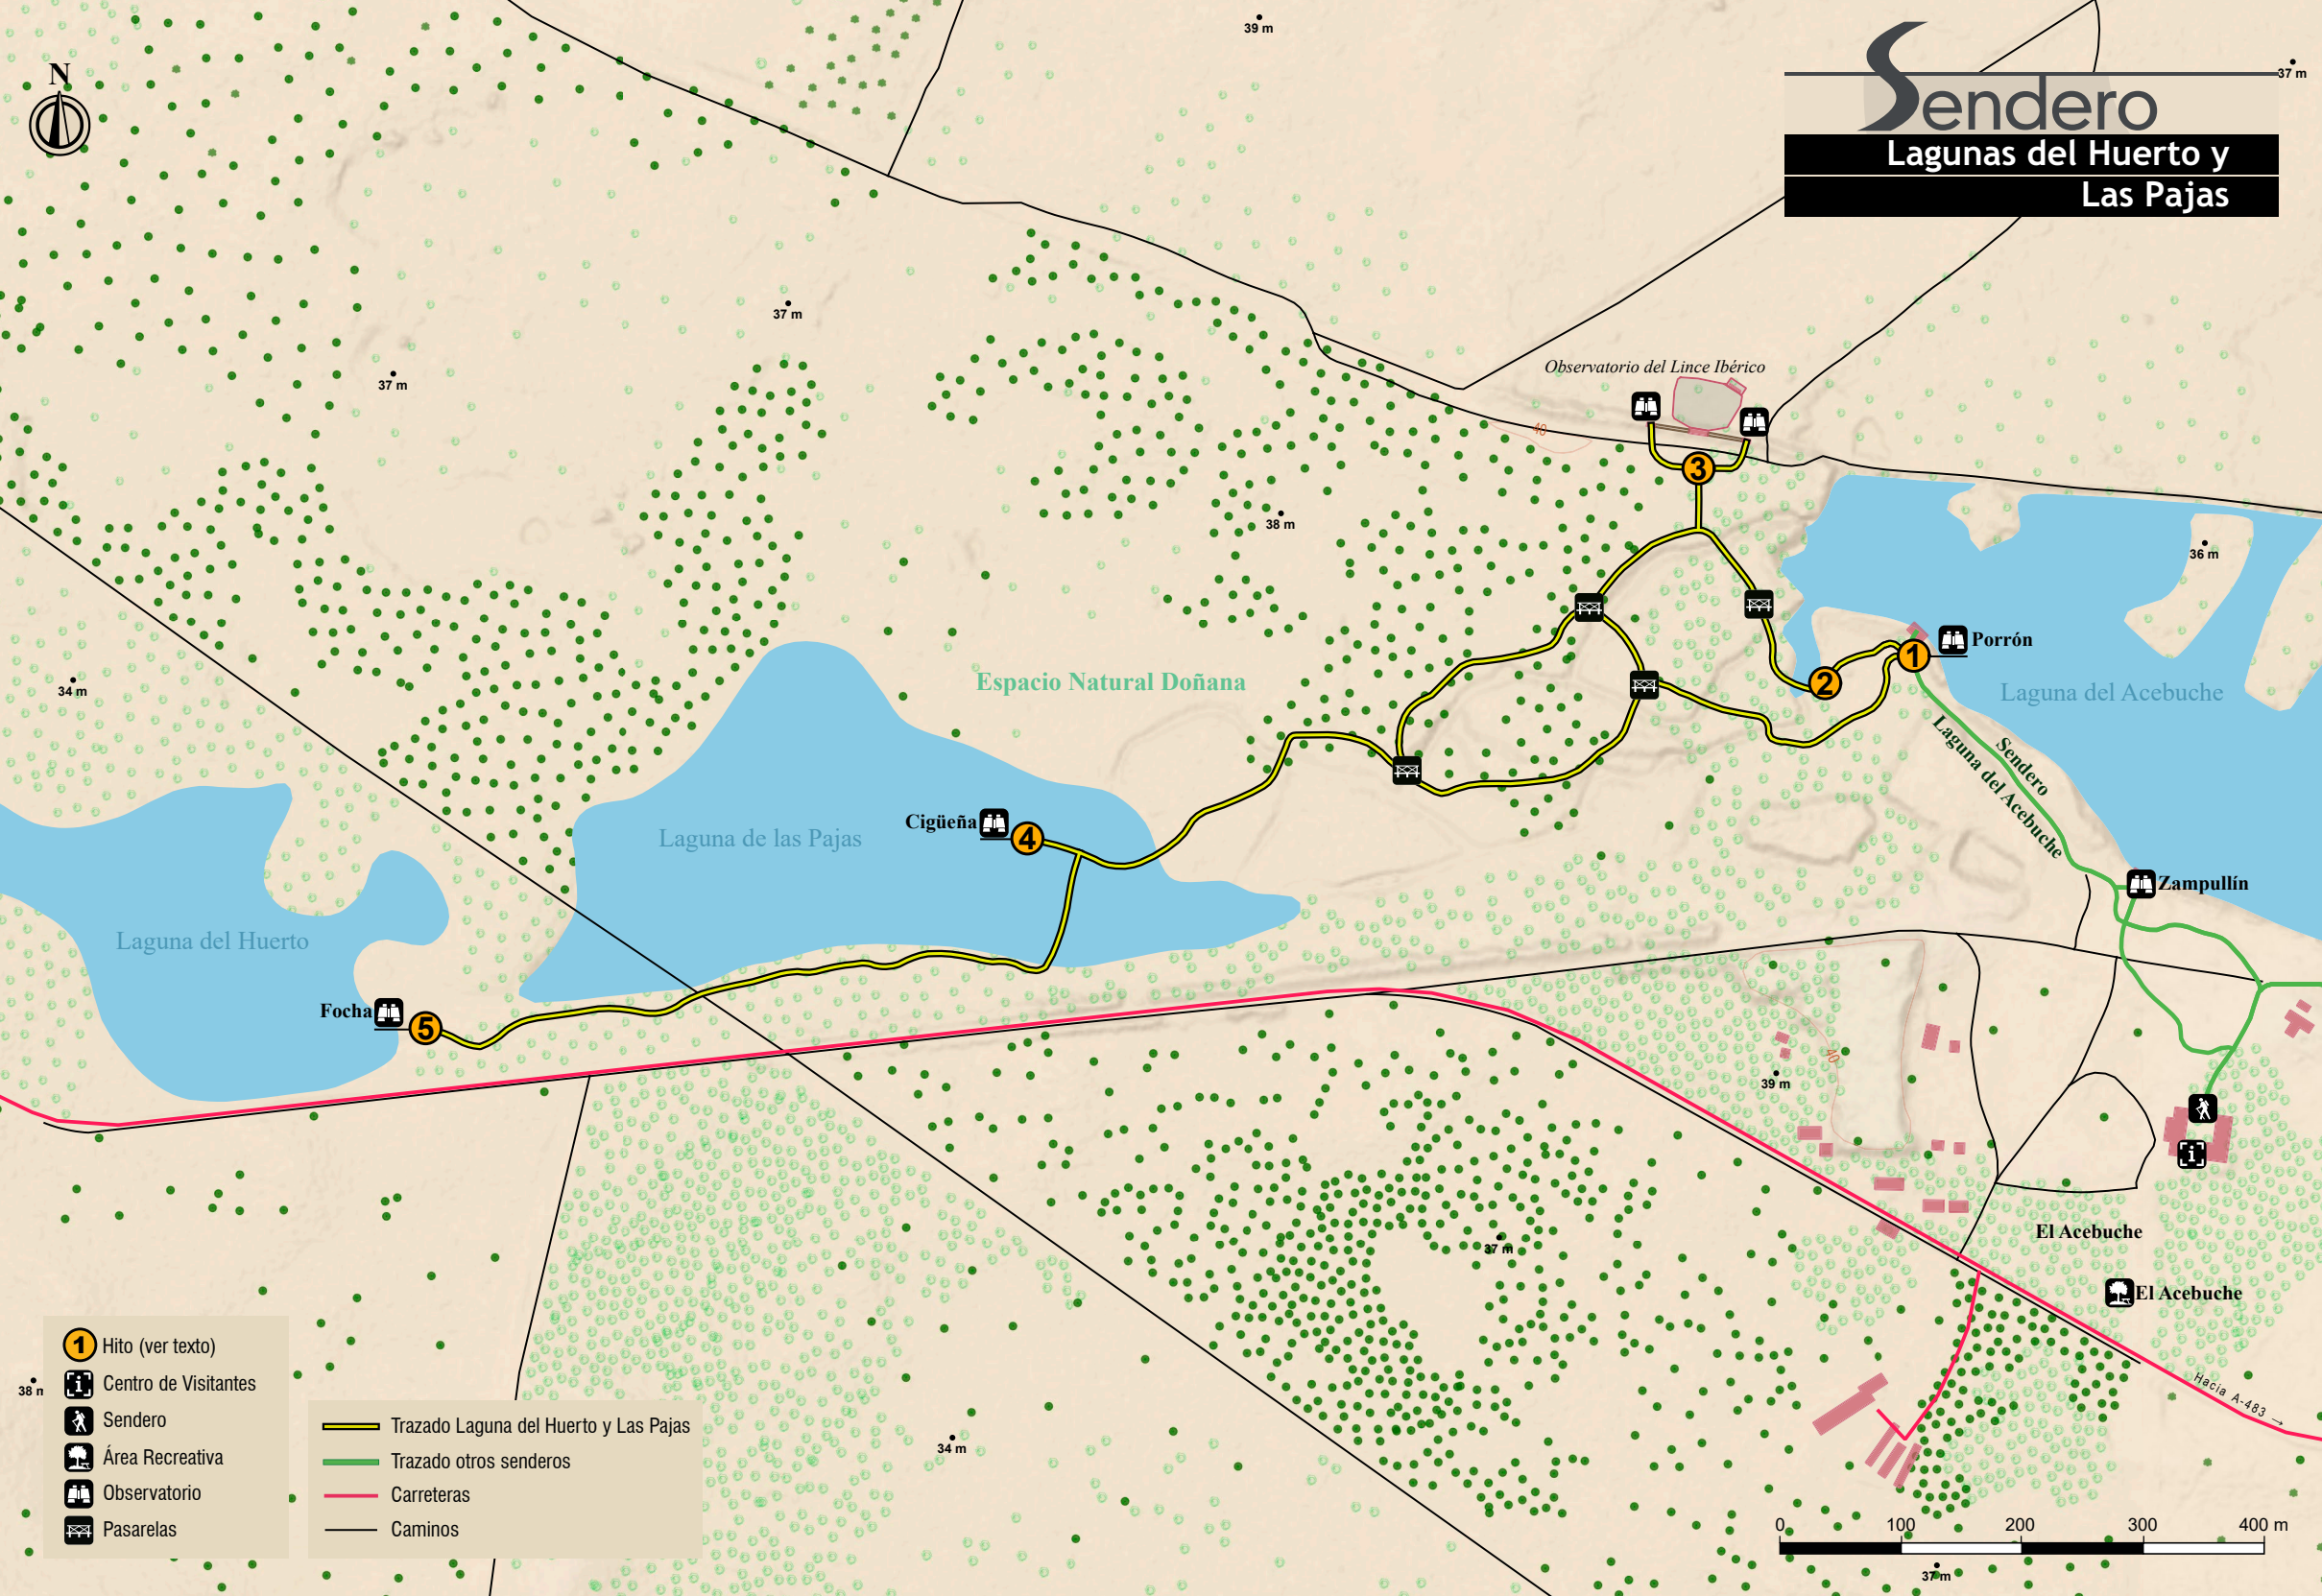 39 m
37 m
N
Sendero
Lagunas del Huerto y
Las Pajas
37 m
37 m
Observatorio del Lince Ibérico
40
3
38 m
36 m
34 m
Espacio Natural Doñana
1
Porrón
2
Laguna del Acebuche
Sendero
Laguna del Acebuche
Cigüeña
4
Laguna de las Pajas
Zampullín
Laguna del Huerto
Focha
5
40
39 m
i
37 m
El Acebuche
El Acebuche
Hacia A-483 →
1 Hito (ver texto)
i Centro de Visitantes
Sendero
Área Recreativa
Observatorio
Pasarelas
38 m
Trazado Laguna del Huerto y Las Pajas
Trazado otros senderos
Carreteras
Caminos
34 m
0 100 200 300 400 m
37 m